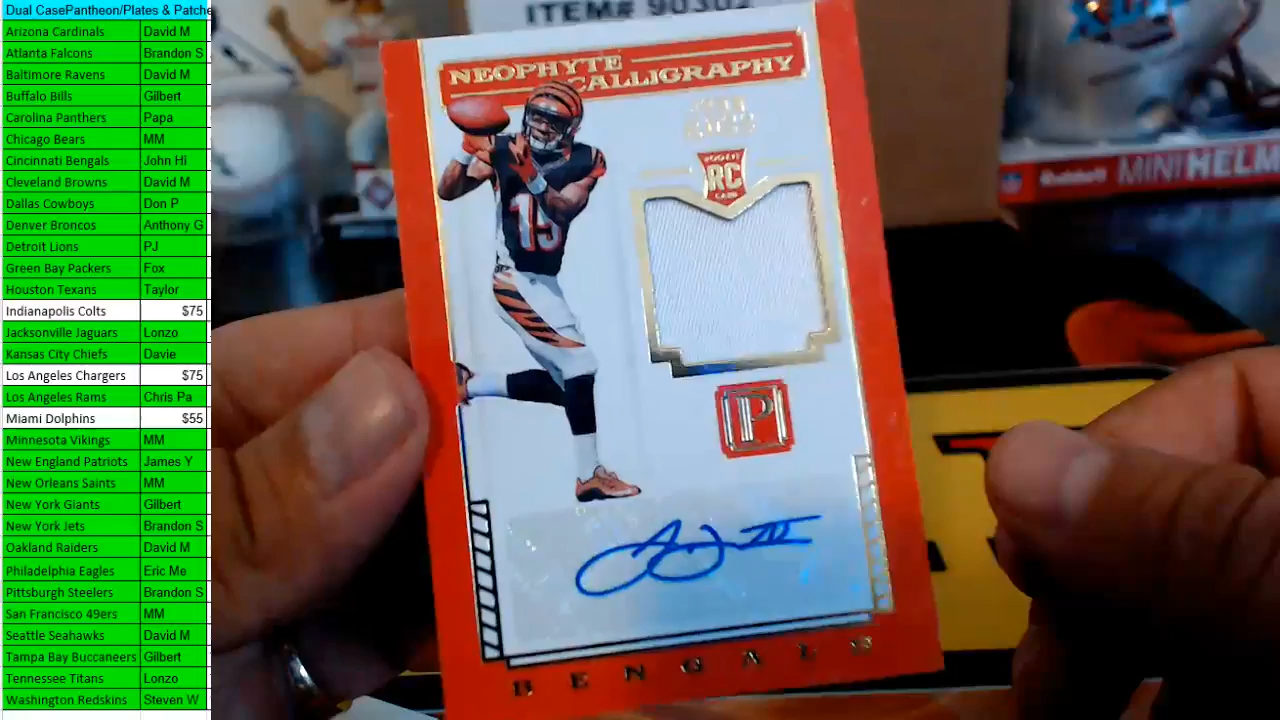 Dual CasePantheon/Plates & Patche
Arizona Cardinals David M
Atlanta Falcons Brandon S
Baltimore Ravens David M
Buffalo Bills Gilbert
Carolina Panthers Papa
Chicago Bears MM
Cincinnati Bengals John Hi
Cleveland Browns David M
Dallas Cowboys Don P
Denver Broncos Anthony G
Detroit Lions PJ
Green Bay Packers Fox
Houston Texans Taylor
Indianapolis Colts $75
Jacksonville Jaguars Lonzo
Kansas City Chiefs Davie
Los Angeles Chargers $75
Los Angeles Rams Chris Pa
Miami Dolphins $55
Minnesota Vikings MM
New England Patriots James Y
New Orleans Saints MM
New York Giants Gilbert
New York Jets Brandon S
Oakland Raiders David M
Philadelphia Eagles Eric Me
Pittsburgh Steelers Brandon S
San Francisco 49ers MM
Seattle Seahawks David M
Tampa Bay Buccaneers Gilbert
Tennessee Titans Lonzo
Washington Redskins Steven W
ITEM# 90302
NEOPHYTE
CALLIGRAPHY
ROOKIE
RC
CARD
15
P
BENGALS
Riddell MINI HELM